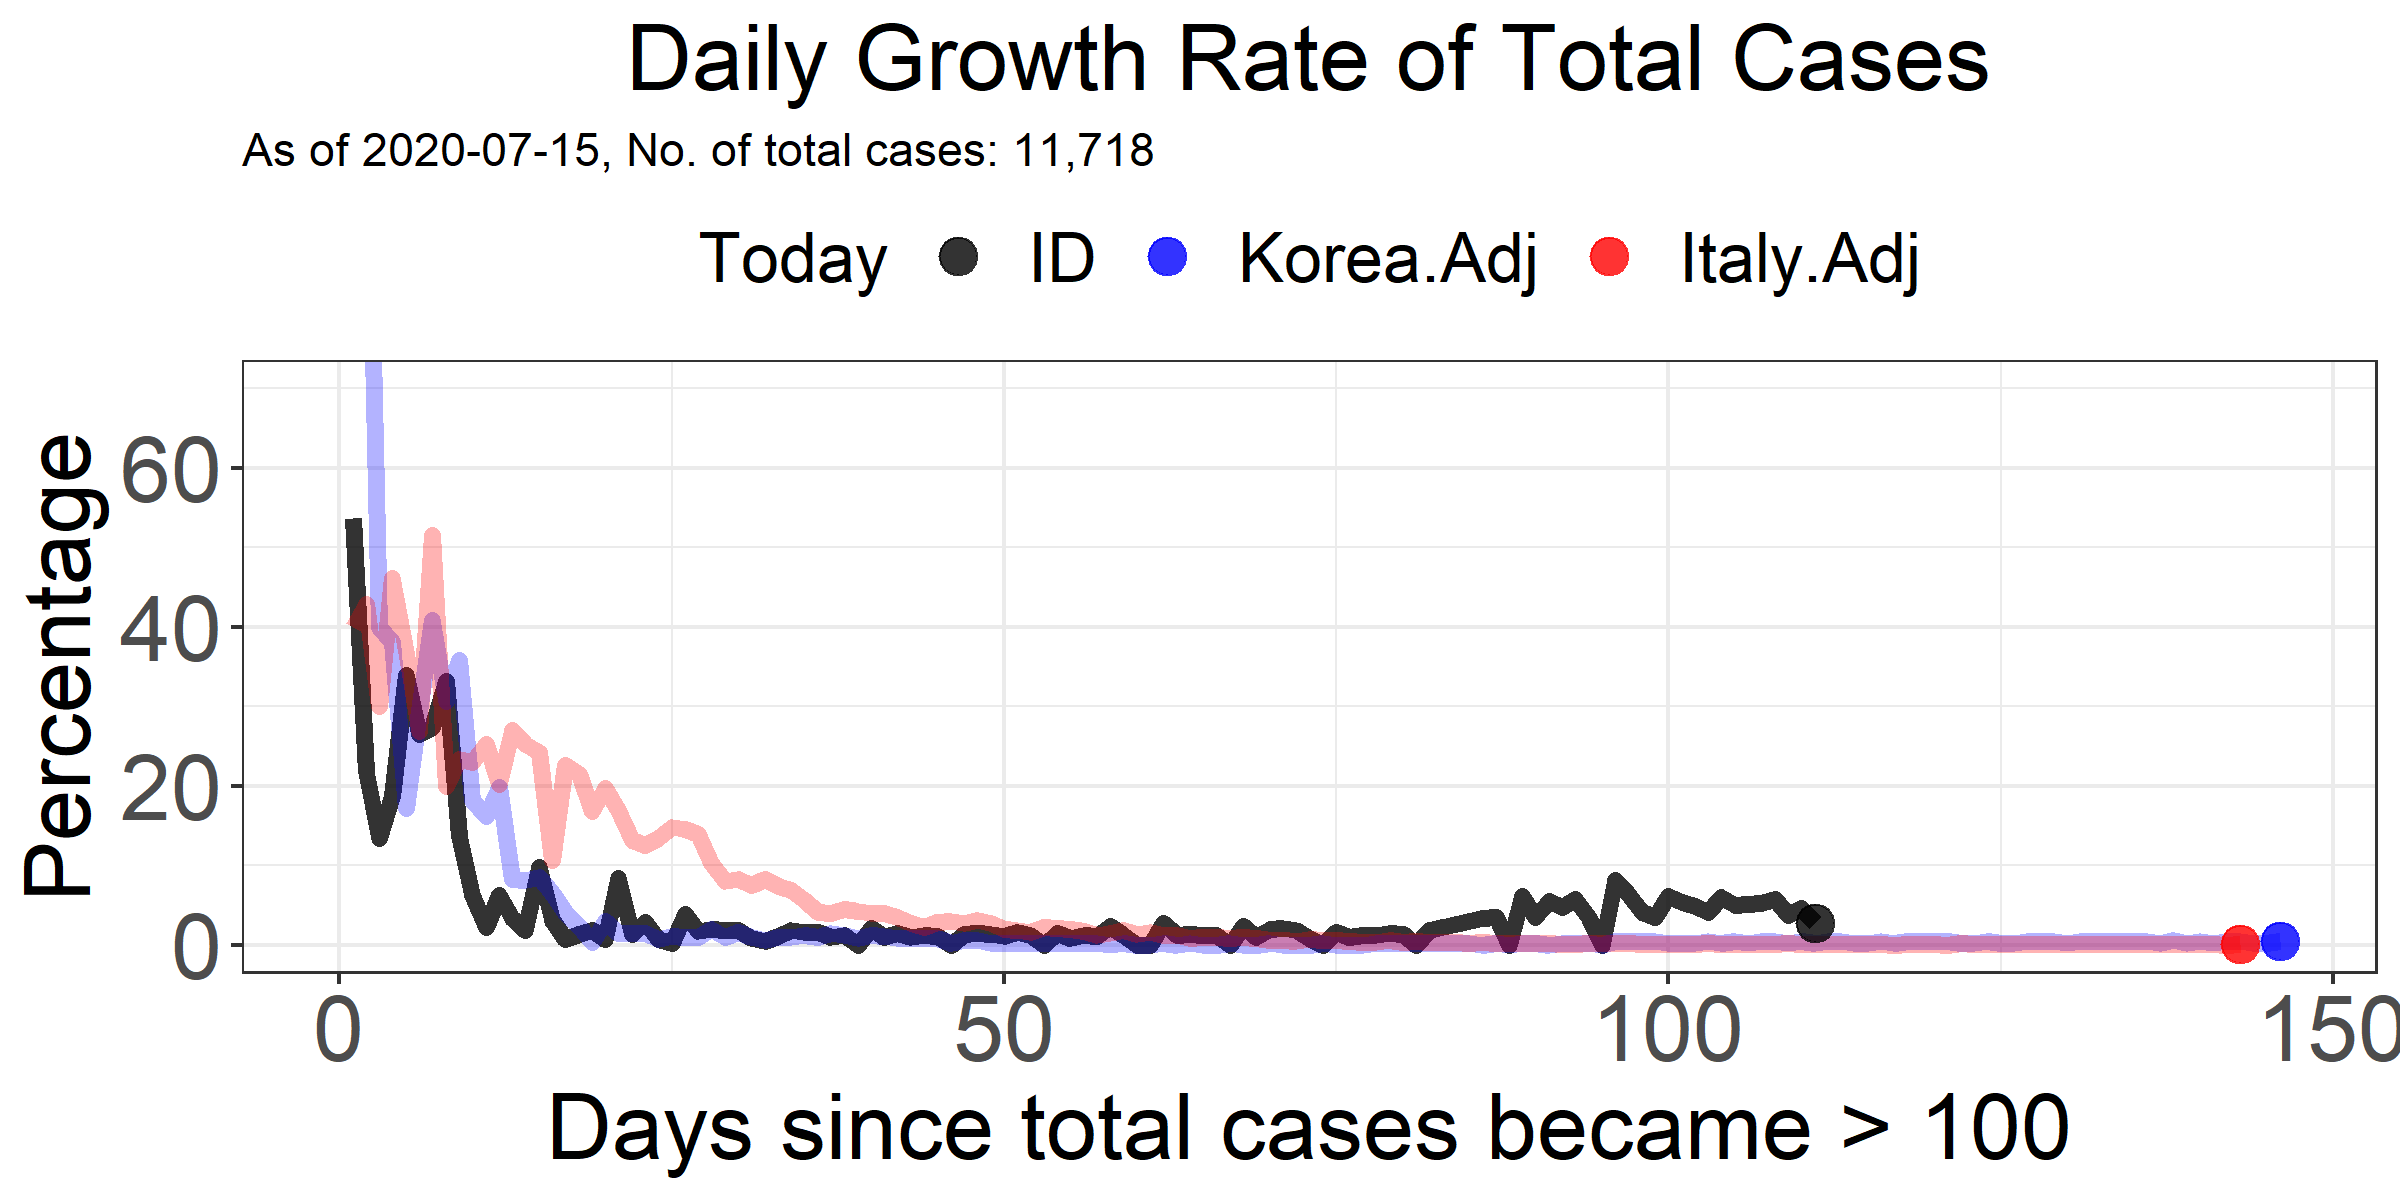 Daily Growth Rate of Total Cases
As of 2020-07-15, No. of total cases: 11,718
Today ID Korea.Adj Italy.Adj
Percentage
60
40
20
0
0 50 100 150
Days since total cases became > 100